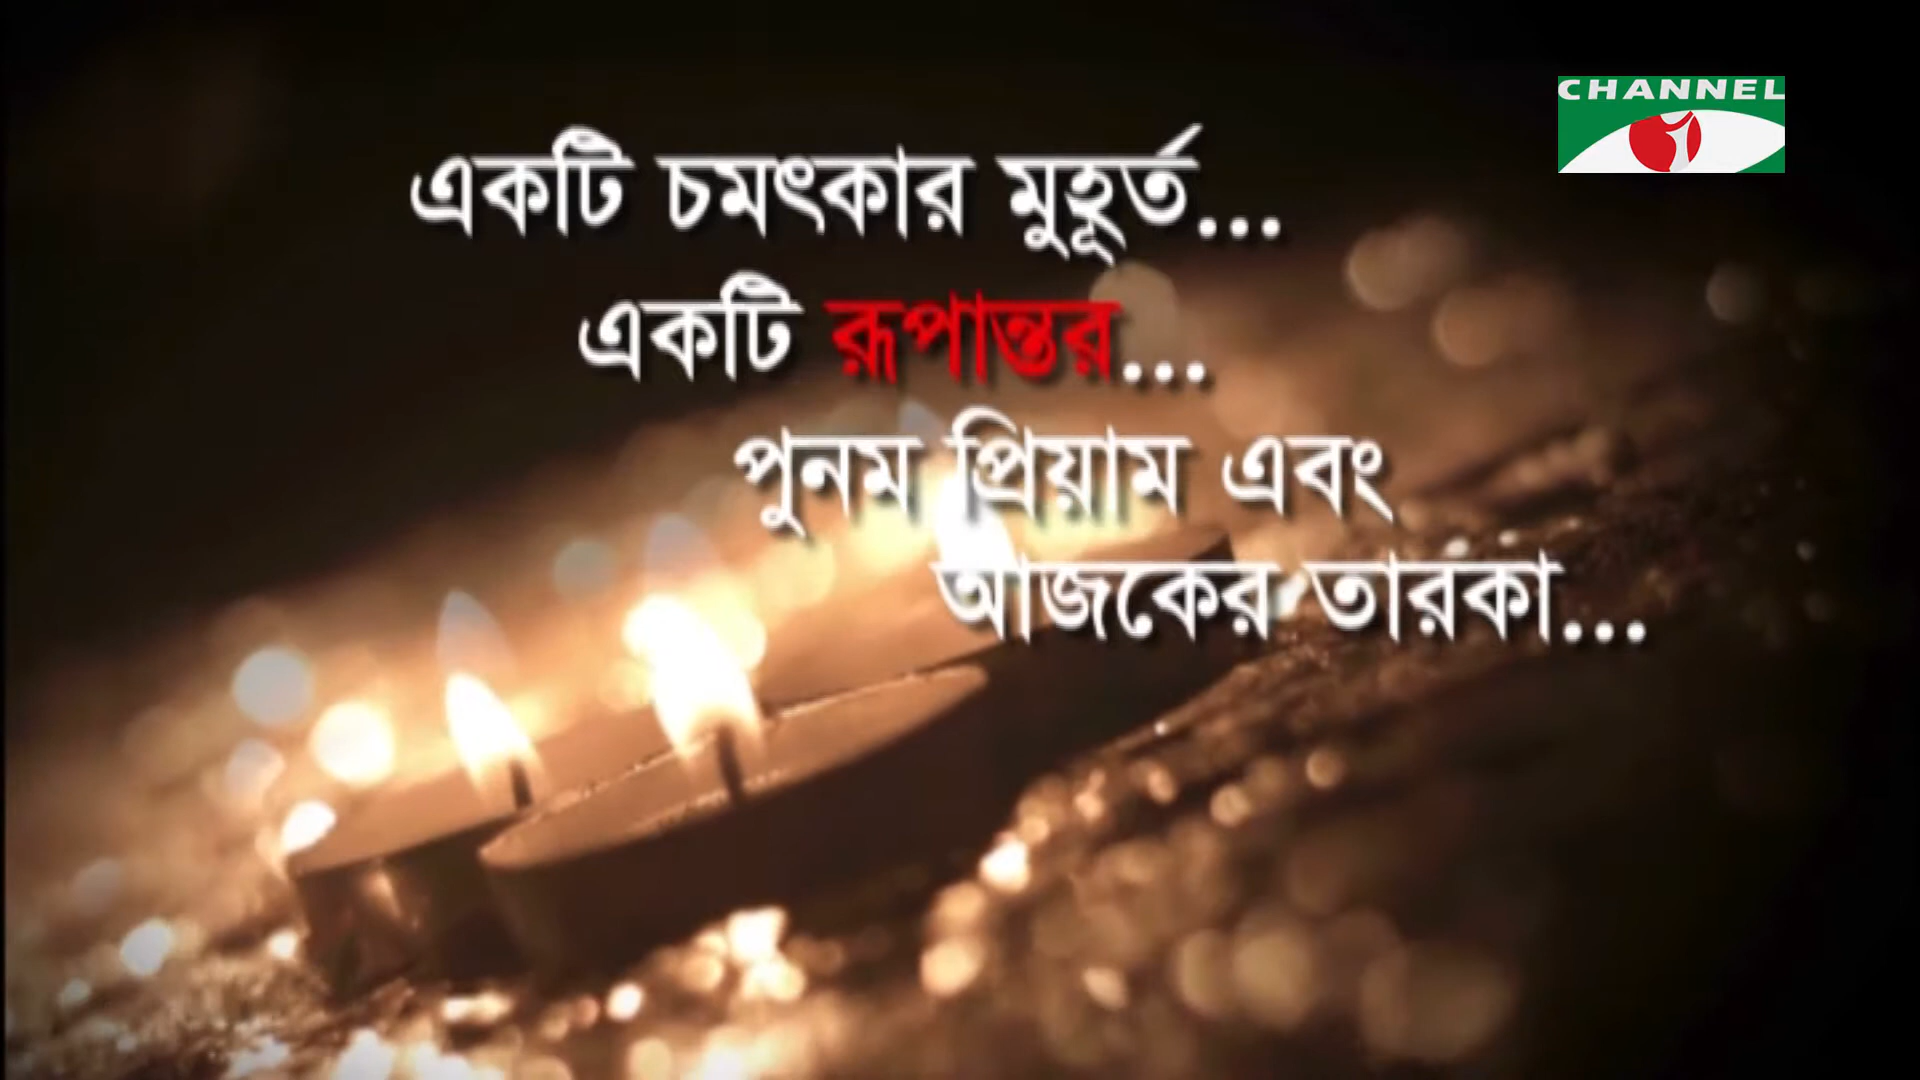 CHANNEL
একটি চমৎকার মুহূর্ত...
একটি রূপান্তর...
পুনম প্রিয়াম এবং
আজকের তারকা...